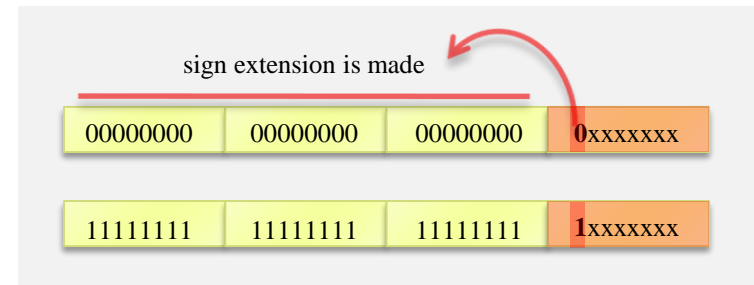 sign extension is made
00000000 00000000 00000000 0xxxxxxx
11111111 11111111 11111111 1xxxxxxx